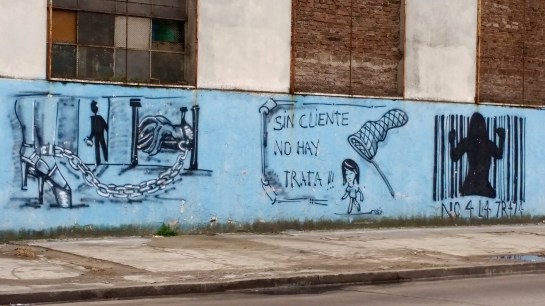 SIN CLIENTE
NO HAY
TRATA !!!
NO A LA TRATA